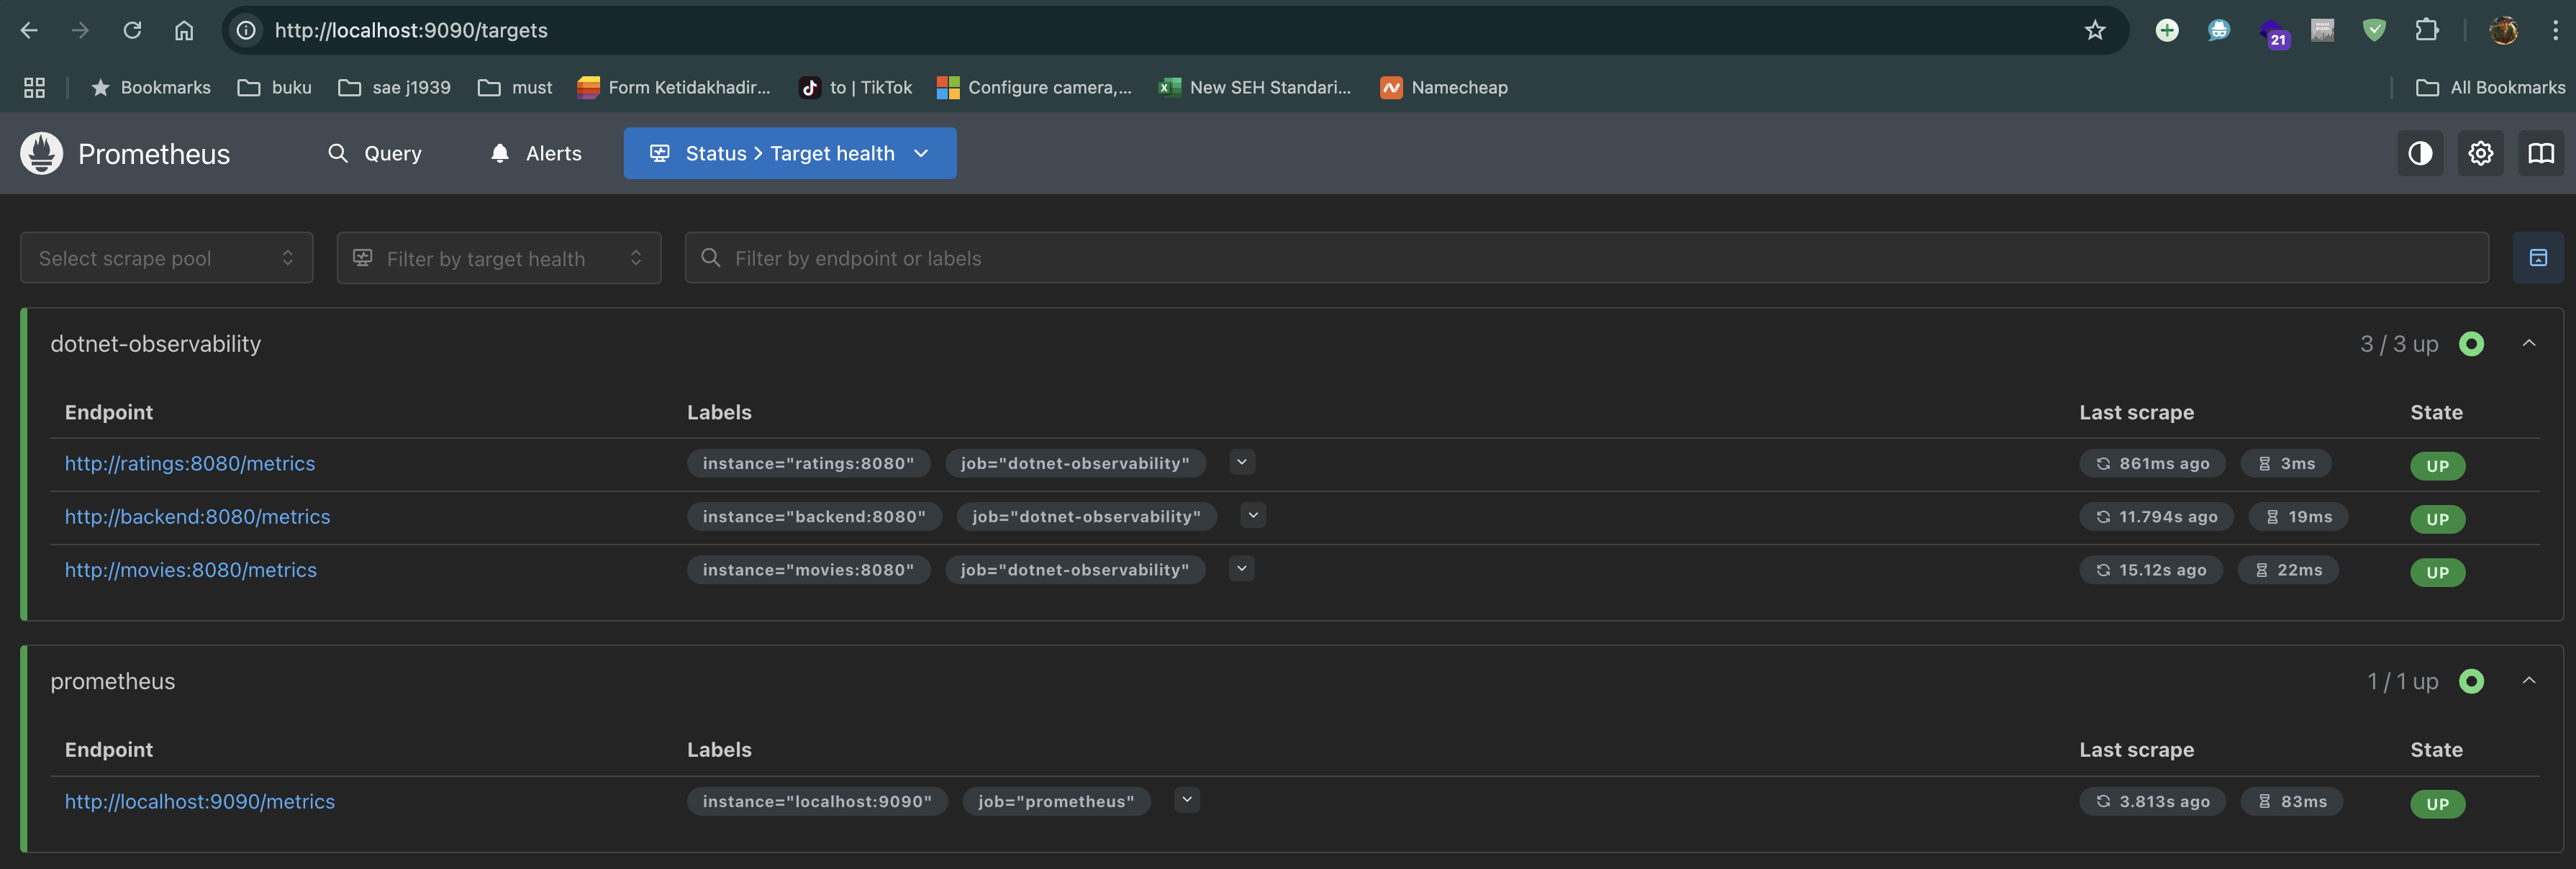 http://localhost:9090/targets
21
Bookmarks buku sae j1939 must Form Ketidakhadir... to | TikTok Configure camera,... New SEH Standari... Namecheap All Bookmarks
Prometheus Query Alerts Status > Target health
Select scrape pool Filter by target health Filter by endpoint or labels
dotnet-observability 3 / 3 up
Endpoint Labels Last scrape State
http://ratings:8080/metrics instance="ratings:8080" job="dotnet-observability" 861ms ago 3ms UP
http://backend:8080/metrics instance="backend:8080" job="dotnet-observability" 11.794s ago 19ms UP
http://movies:8080/metrics instance="movies:8080" job="dotnet-observability" 15.12s ago 22ms UP
prometheus 1 / 1 up
Endpoint Labels Last scrape State
http://localhost:9090/metrics instance="localhost:9090" job="prometheus" 3.813s ago 83ms UP